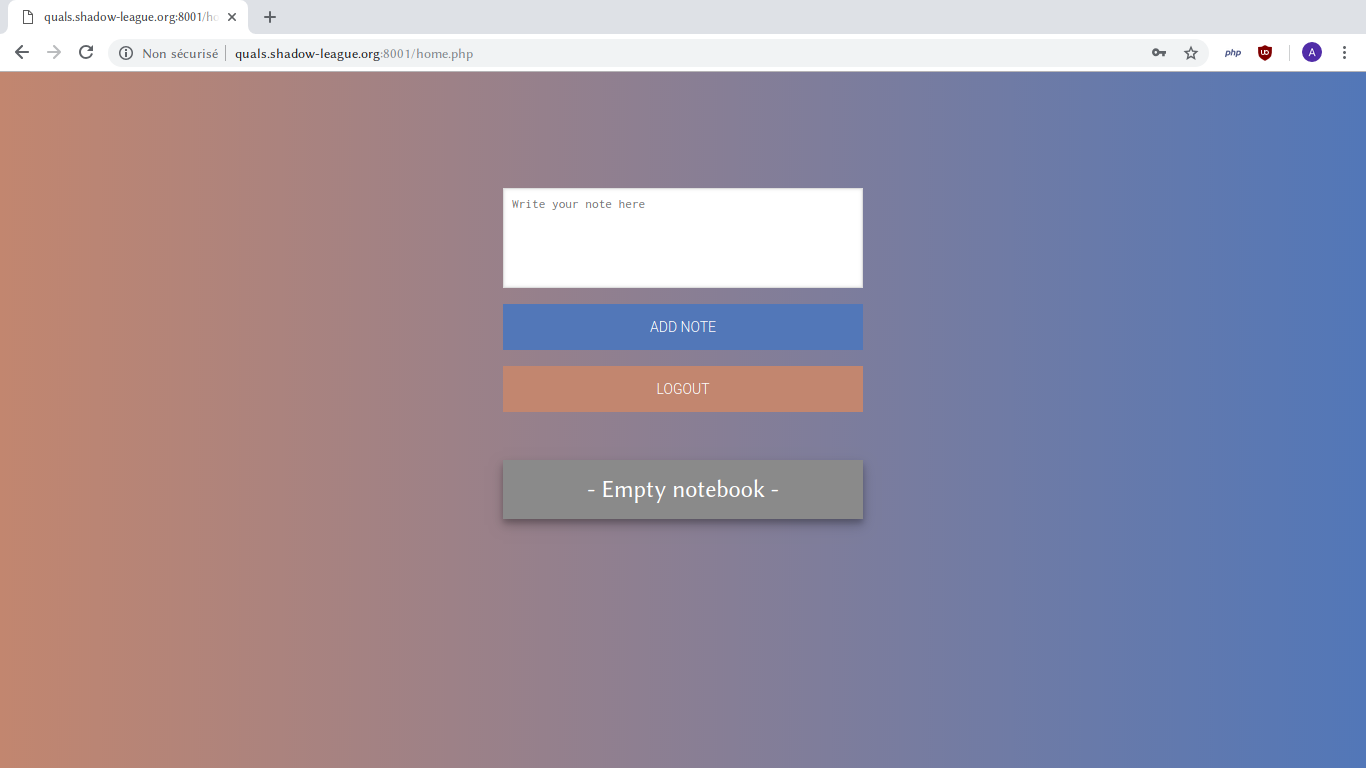 quals.shadow-league.org:8001/ho
Non sécurisé quals.shadow-league.org:8001/home.php php UD A
Write your note here
ADD NOTE
LOGOUT
- Empty notebook -